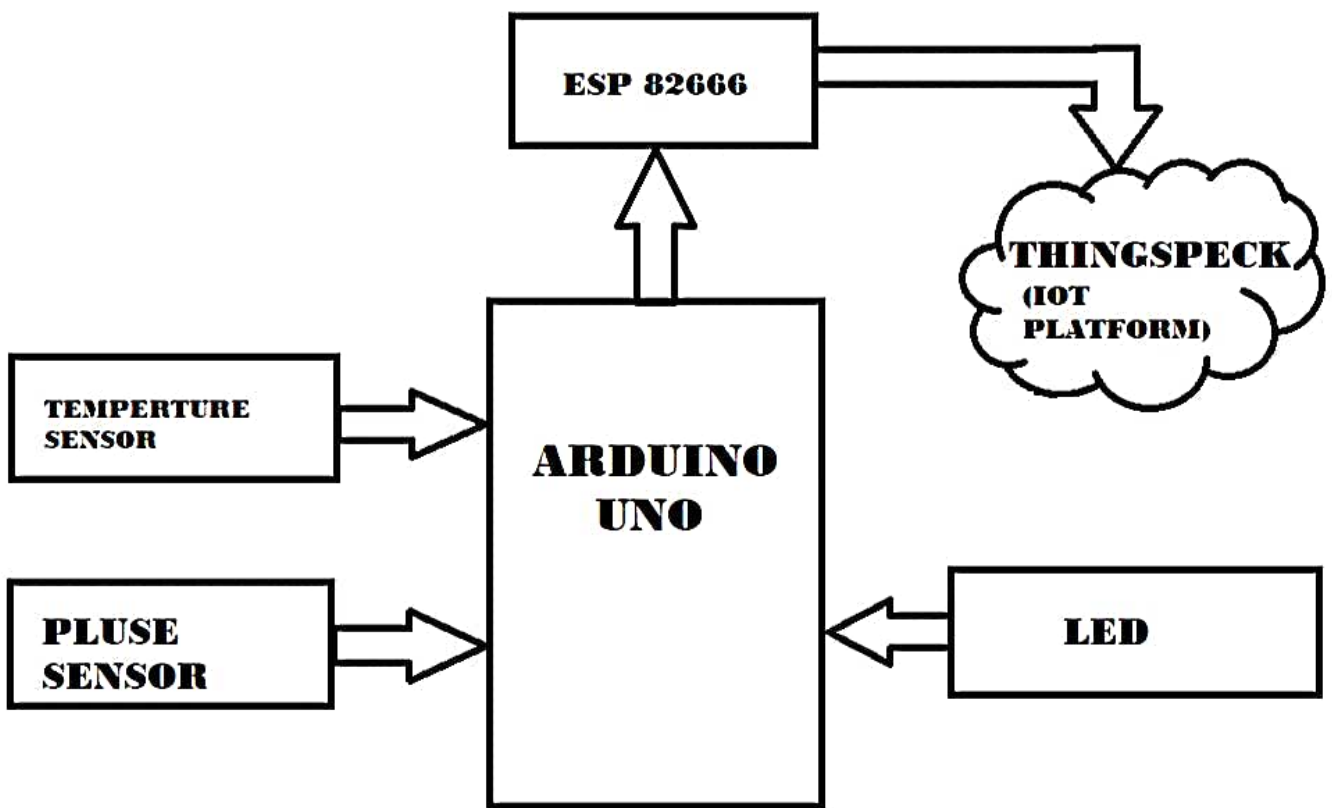 ESP 82666
THINGSPECK
(IOT
PLATFORM)
TEMPERTURE
SENSOR
ARDUINO
UNO
PLUSE
SENSOR
LED